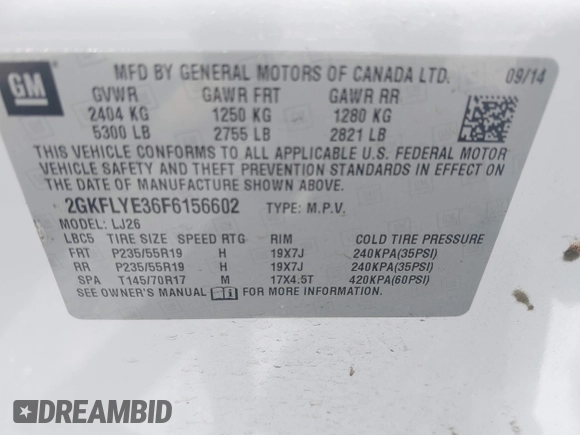 GM
MFD BY GENERAL MOTORS OF CANADA LTD. 09/14
GVWR GAWR FRT GAWR RR
2404 KG 1250 KG 1280 KG
5300 LB 2755 LB 2821 LB
THIS VEHICLE CONFORMS TO ALL APPLICABLE U.S. FEDERAL MOTOR
VEHICLE SAFETY AND THEFT PREVENTION STANDARDS IN EFFECT ON
THE DATE OF MANUFACTURE SHOWN ABOVE.
2GKFLYE36F6156602 TYPE: M.P.V.
MODEL: LJ26
LBC5 TIRE SIZE SPEED RTG RIM COLD TIRE PRESSURE
FRT P235/55R19 H 19X7J 240KPA(35PSI)
RR P235/55R19 H 19X7J 240KPA(35PSI)
SPA T145/70R17 M 17X4.5T 420KPA(60PSI)
SEE OWNER'S MANUAL FOR MORE INFORMATION
DREAMBID